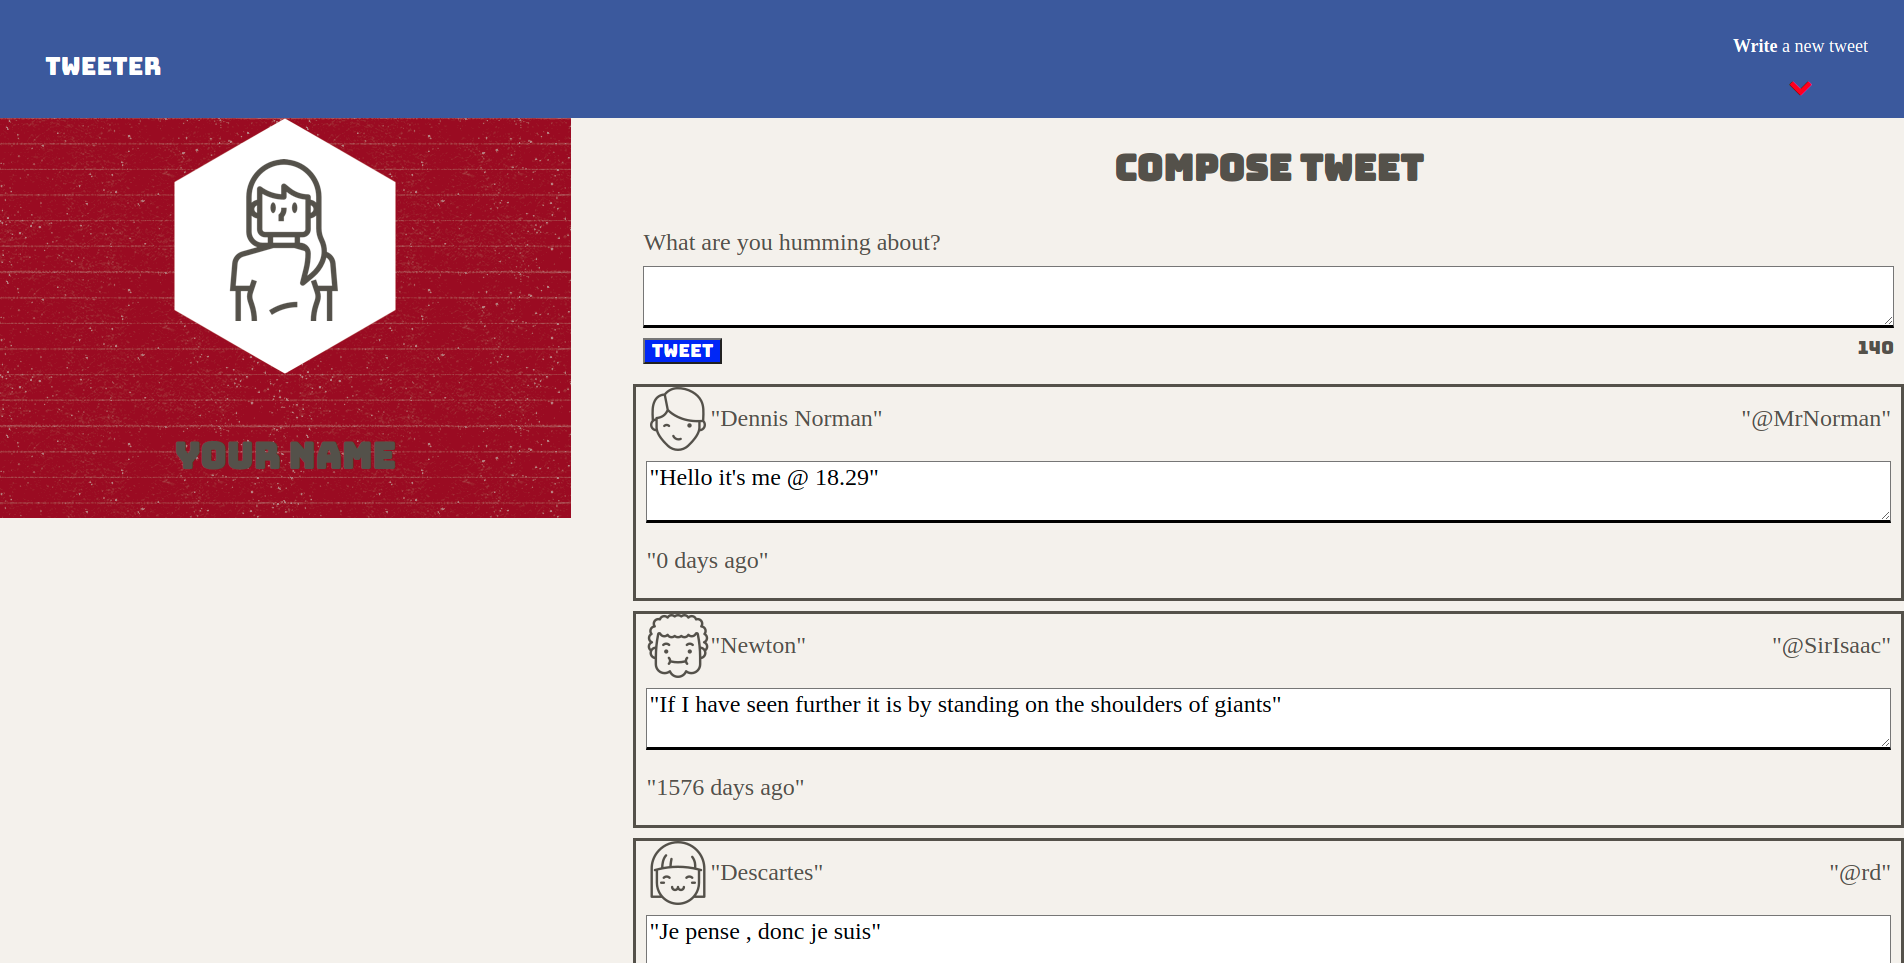 TWEETER
Write a new tweet
YOUR NAME
COMPOSE TWEET
What are you humming about?
TWEET
140
"Dennis Norman" "@MrNorman"
"Hello it's me @ 18.29"
"0 days ago"
"Newton" "@SirIsaac"
"If I have seen further it is by standing on the shoulders of giants"
"1576 days ago"
"Descartes" "@rd"
"Je pense , donc je suis"